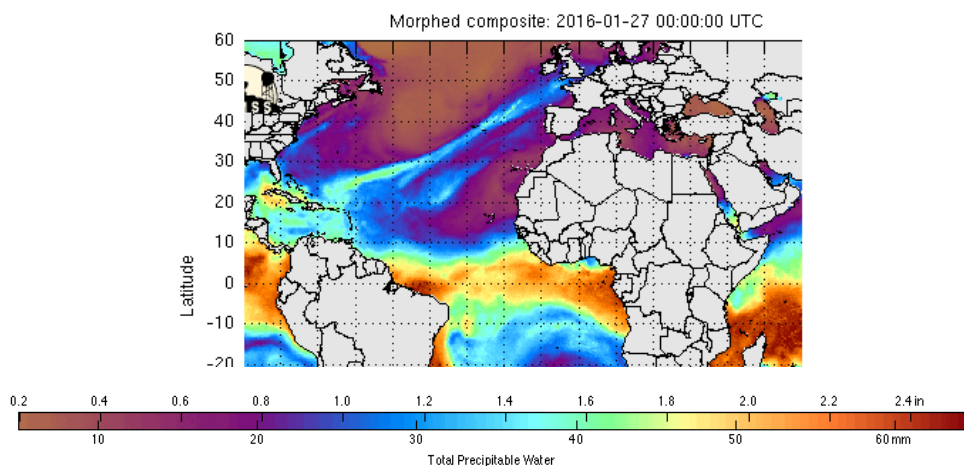 Morphed composite: 2016-01-27 00:00:00 UTC
60
50
40
30
20
10
0
-10
-20
Latitude
0.2 0.4 0.6 0.8 1.0 1.2 1.4 1.6 1.8 2.0 2.2 2.4 in
10 20 30 40 50 60 mm
Total Precipitable Water